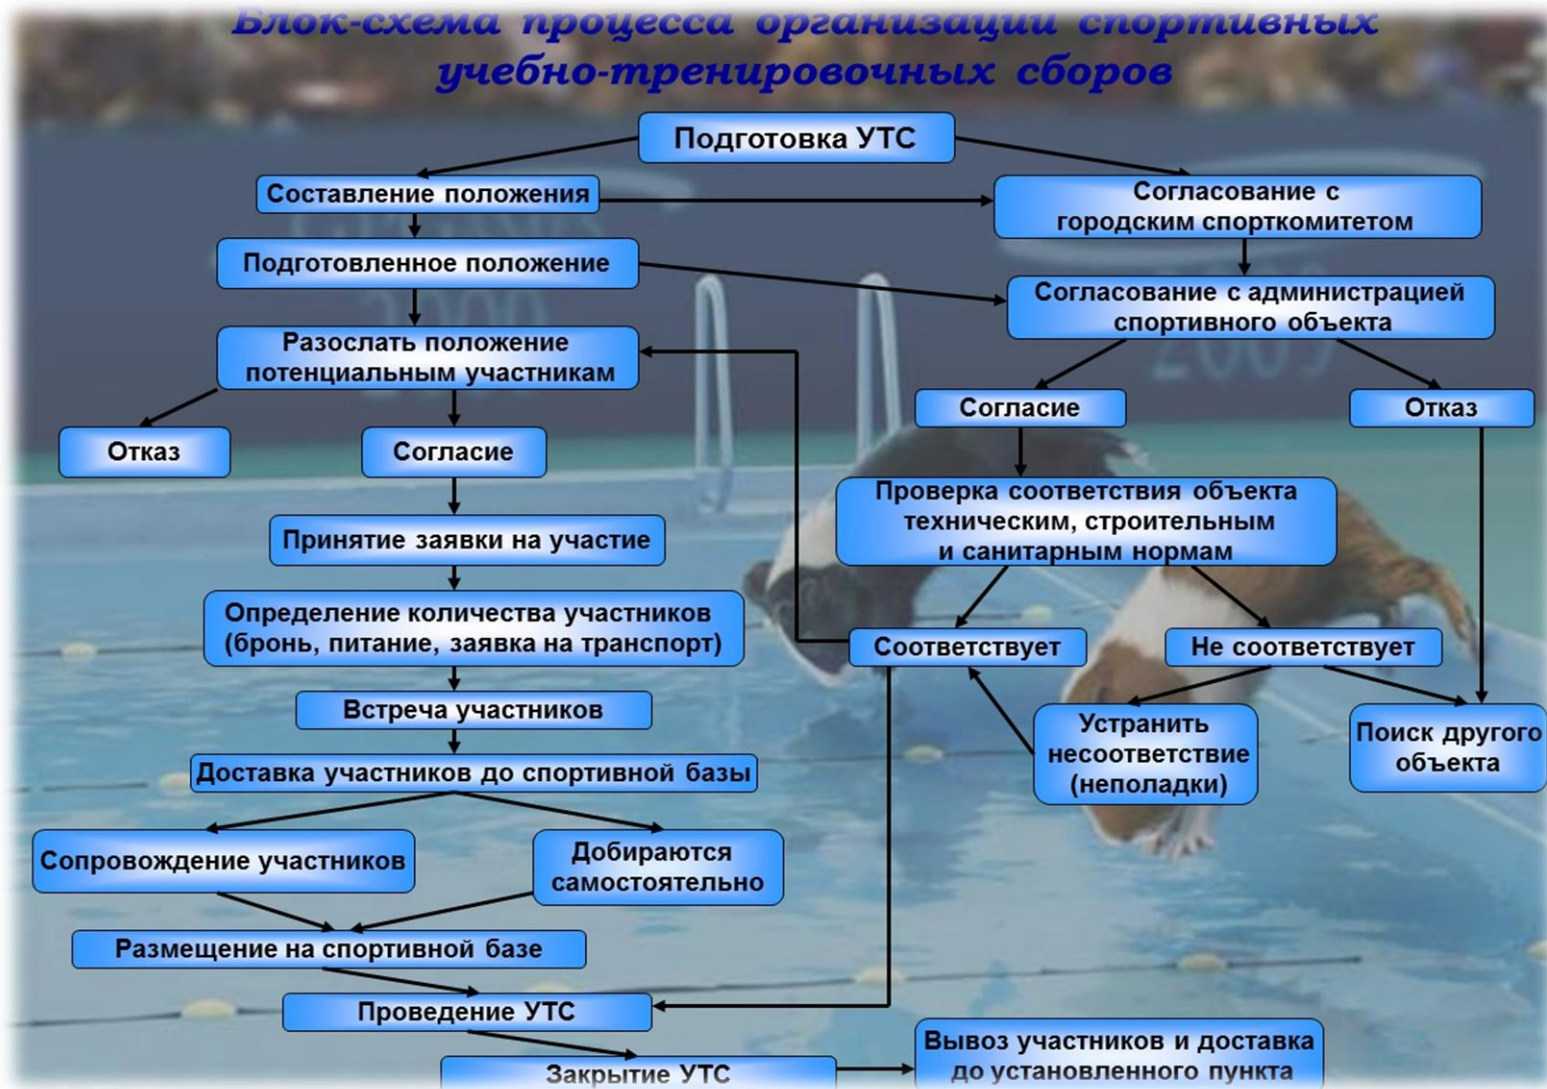 Блок-схема процесса организации спортивных
учебно-тренировочных сборов
Подготовка УТС
Составление положения
Согласование с
городским спорткомитетом
Подготовленное положение
Согласование с администрацией
спортивного объекта
Разослать положение
потенциальным участникам
Согласие
Отказ
Отказ
Согласие
Проверка соответствия объекта
техническим, строительным
и санитарным нормам
Принятие заявки на участие
Определение количества участников
(бронь, питание, заявка на транспорт)
Соответствует
Не соответствует
Встреча участников
Устранить
несоответствие
(неполадки)
Поиск другого
объекта
Доставка участников до спортивной базы
Сопровождение участников
Добираются
самостоятельно
Размещение на спортивной базе
Проведение УТС
Закрытие УТС
Вывоз участников и доставка
до установленного пункта